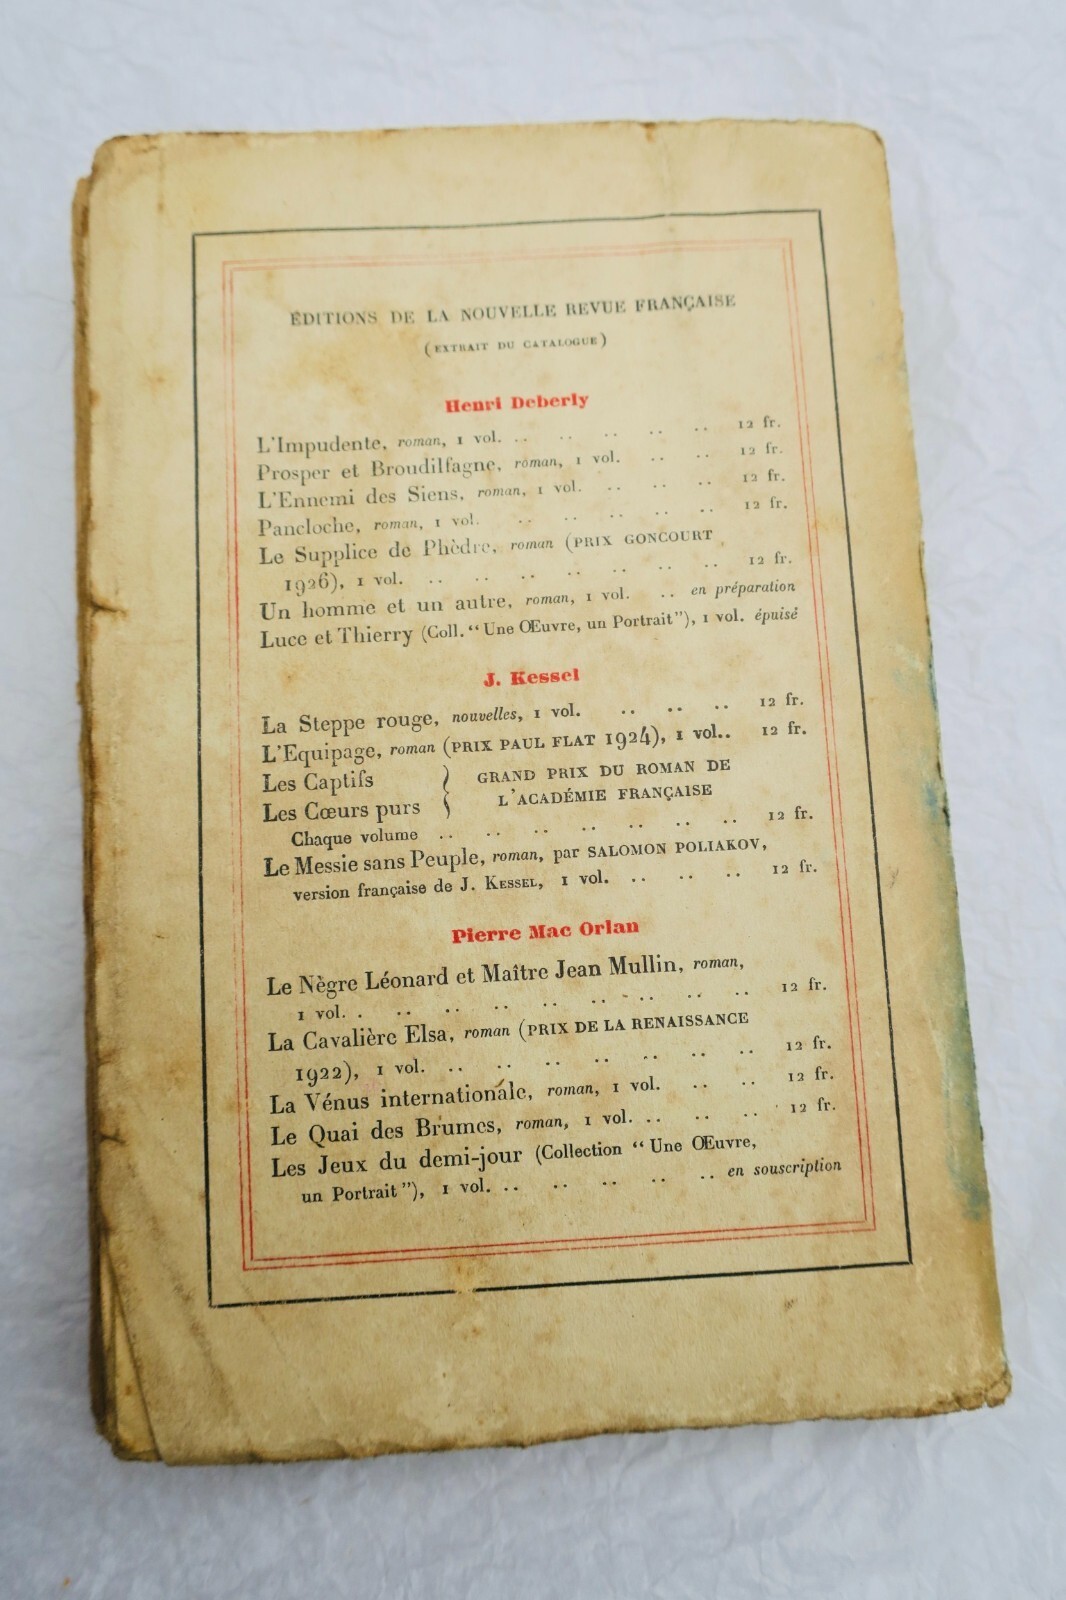 ÉDITIONS DE LA NOUVELLE REVUE FRANÇAISE
(EXTRAIT DU CATALOGUE)
Henri Deberly
L'Impudente, roman, 1 vol. .. .. .. .. .. 12 fr.
Prosper et Broudilfagne, roman, 1 vol. .. .. 12 fr.
L'Ennemi des Siens, roman, 1 vol. .. .. .. 12 fr.
Pancloche, roman, 1 vol. .. .. .. .. .. 12 fr.
Le Supplice de Phèdre, roman (PRIX GONCOURT
1926), 1 vol. .. .. .. .. .. .. .. 12 fr.
Un homme et un autre, roman, 1 vol. .. en préparation
Luce et Thierry (Coll. “Une Œuvre, un Portrait”), 1 vol. épuisé
J. Kessel
La Steppe rouge, nouvelles, 1 vol. .. .. .. 12 fr.
L'Equipage, roman (PRIX PAUL FLAT 1924), 1 vol.. 12 fr.
Les Captifs } GRAND PRIX DU ROMAN DE
Les Cœurs purs } L'ACADÉMIE FRANÇAISE
Chaque volume .. .. .. .. .. .. .. 12 fr.
Le Messie sans Peuple, roman, par SALOMON POLIAKOV,
version française de J. KESSEL, 1 vol. .. .. .. 12 fr.
Pierre Mac Orlan
Le Nègre Léonard et Maître Jean Mullin, roman,
1 vol. . .. .. .. .. .. .. .. .. 12 fr.
La Cavalière Elsa, roman (PRIX DE LA RENAISSANCE
1922), 1 vol. .. .. .. .. .. .. .. 12 fr.
La Vénus internationale, roman, 1 vol. .. .. 12 fr.
Le Quai des Brumes, roman, 1 vol. .. .. .. 12 fr.
Les Jeux du demi-jour (Collection “Une Œuvre,
un Portrait”), 1 vol. .. .. .. .. .. en souscription